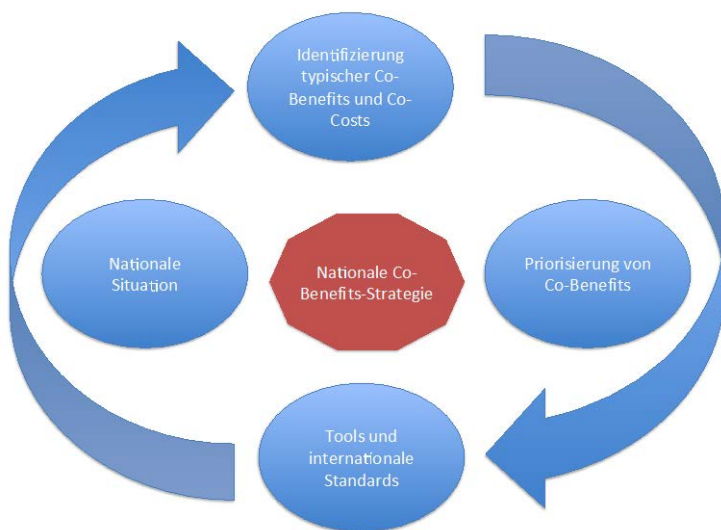 Identifizierung
typischer Co-
Benefits und Co-
Costs
Nationale
Situation
Nationale Co-
Benefits-Strategie
Priorisierung von
Co-Benefits
Tools und
internationale
Standards